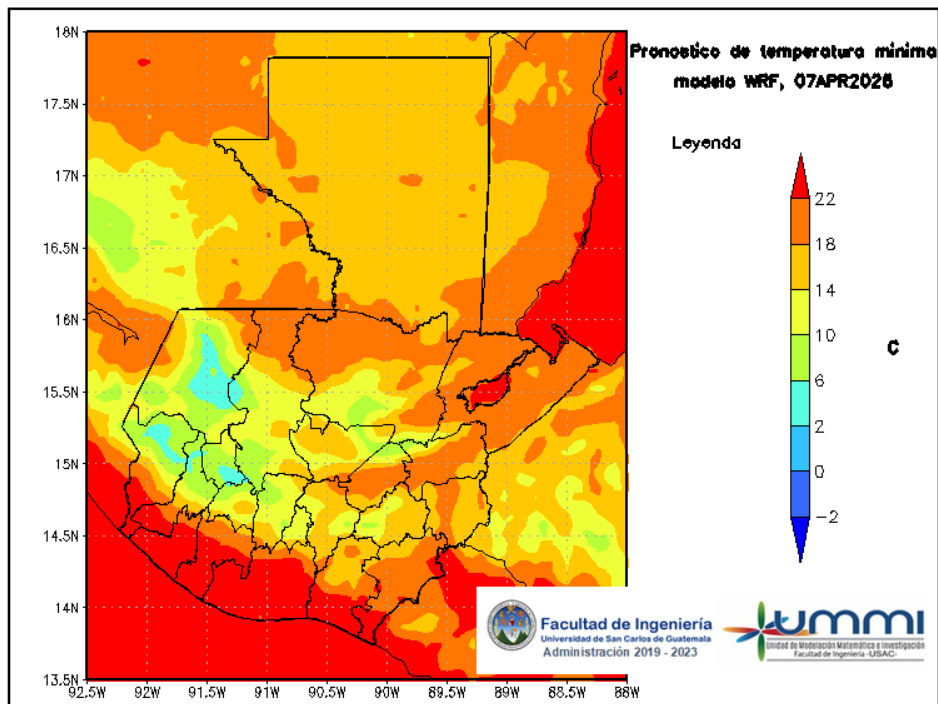 Pronostico de temperatura minima
modelo WRF, 07APR2026
Leyenda
22
18
14
10
6
2
0
−2
C
18N
17.5N
17N
16.5N
16N
15.5N
15N
14.5N
14N
13.5N
92.5W
92W
91.5W
91W
90.5W
90W
89.5W
89W
88.5W
88W
Facultad de Ingeniería
Universidad de San Carlos de Guatemala
Administración 2019 - 2023
ummi
Unidad de Modelación Matemática e Investigación
Facultad de Ingeniería -USAC-